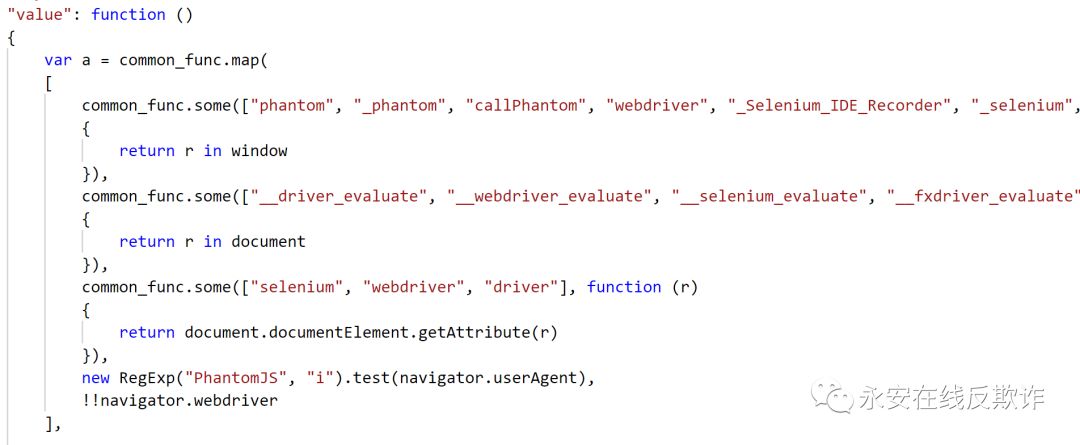 "value": function ()
{
var a = common_func.map(
[
common_func.some(["phantom", "_phantom", "callPhantom", "webdriver", "_Selenium_IDE_Recorder", "_selenium",
{
return r in window
}),
common_func.some(["__driver_evaluate", "__webdriver_evaluate", "__selenium_evaluate", "__fxdriver_evaluate"
{
return r in document
}),
common_func.some(["selenium", "webdriver", "driver"], function (r)
{
return document.documentElement.getAttribute(r)
}),
new RegExp("PhantomJS", "i").test(navigator.userAgent),
!!navigator.webdriver
],
永安在线反欺诈